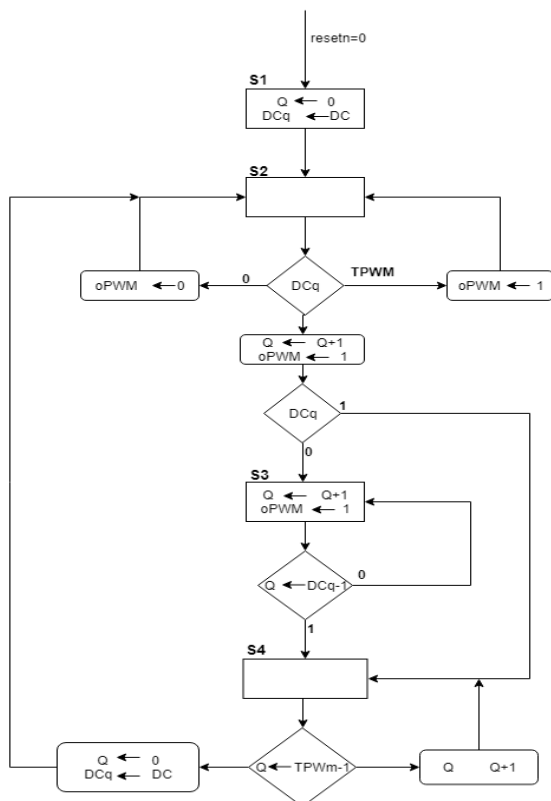 resetn=0
S1
Q ← 0
DCq ← DC
S2
0
TPWM
oPWM ← 0
DCq
oPWM ← 1
Q ← Q+1
oPWM ← 1
DCq
1
0
S3
Q ← Q+1
oPWM ← 1
Q ← DCq-1
0
1
S4
Q ← 0
DCq ← DC
Q ← TPWm-1
Q Q+1